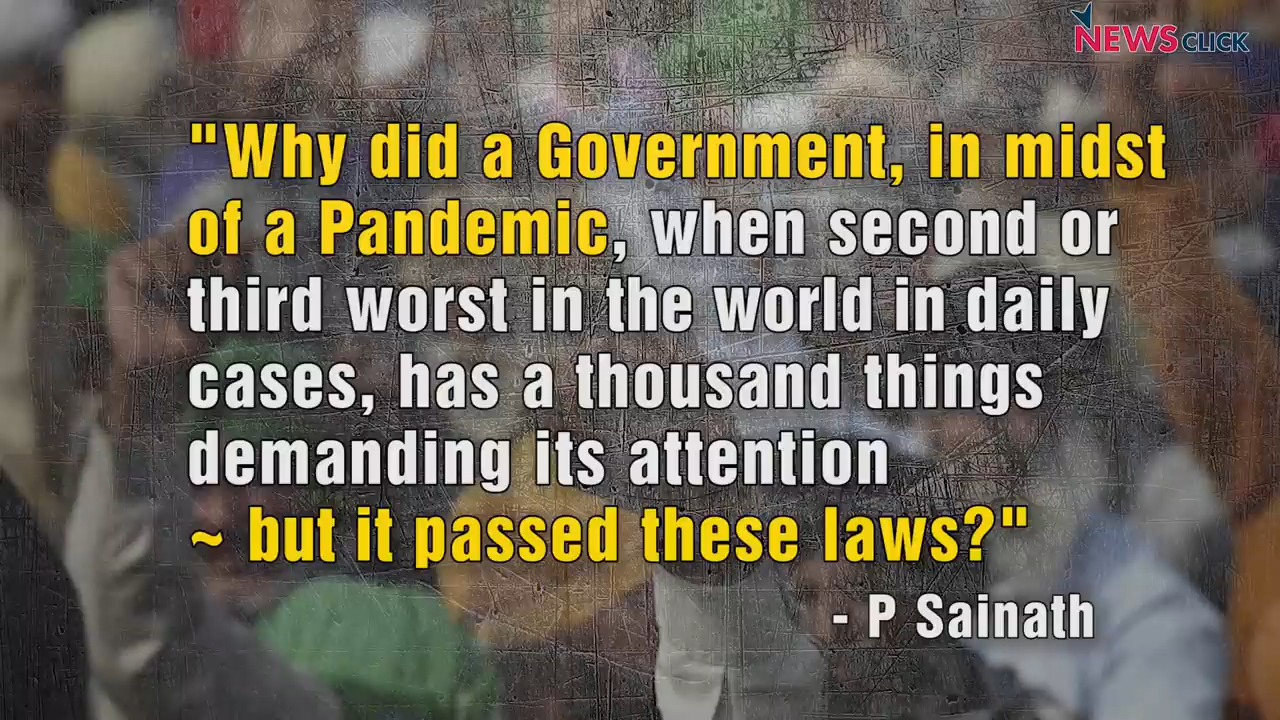 NEWSCLICK
"Why did a Government, in midst
of a Pandemic, when second or
third worst in the world in daily
cases, has a thousand things
demanding its attention
~ but it passed these laws?"
- P Sainath